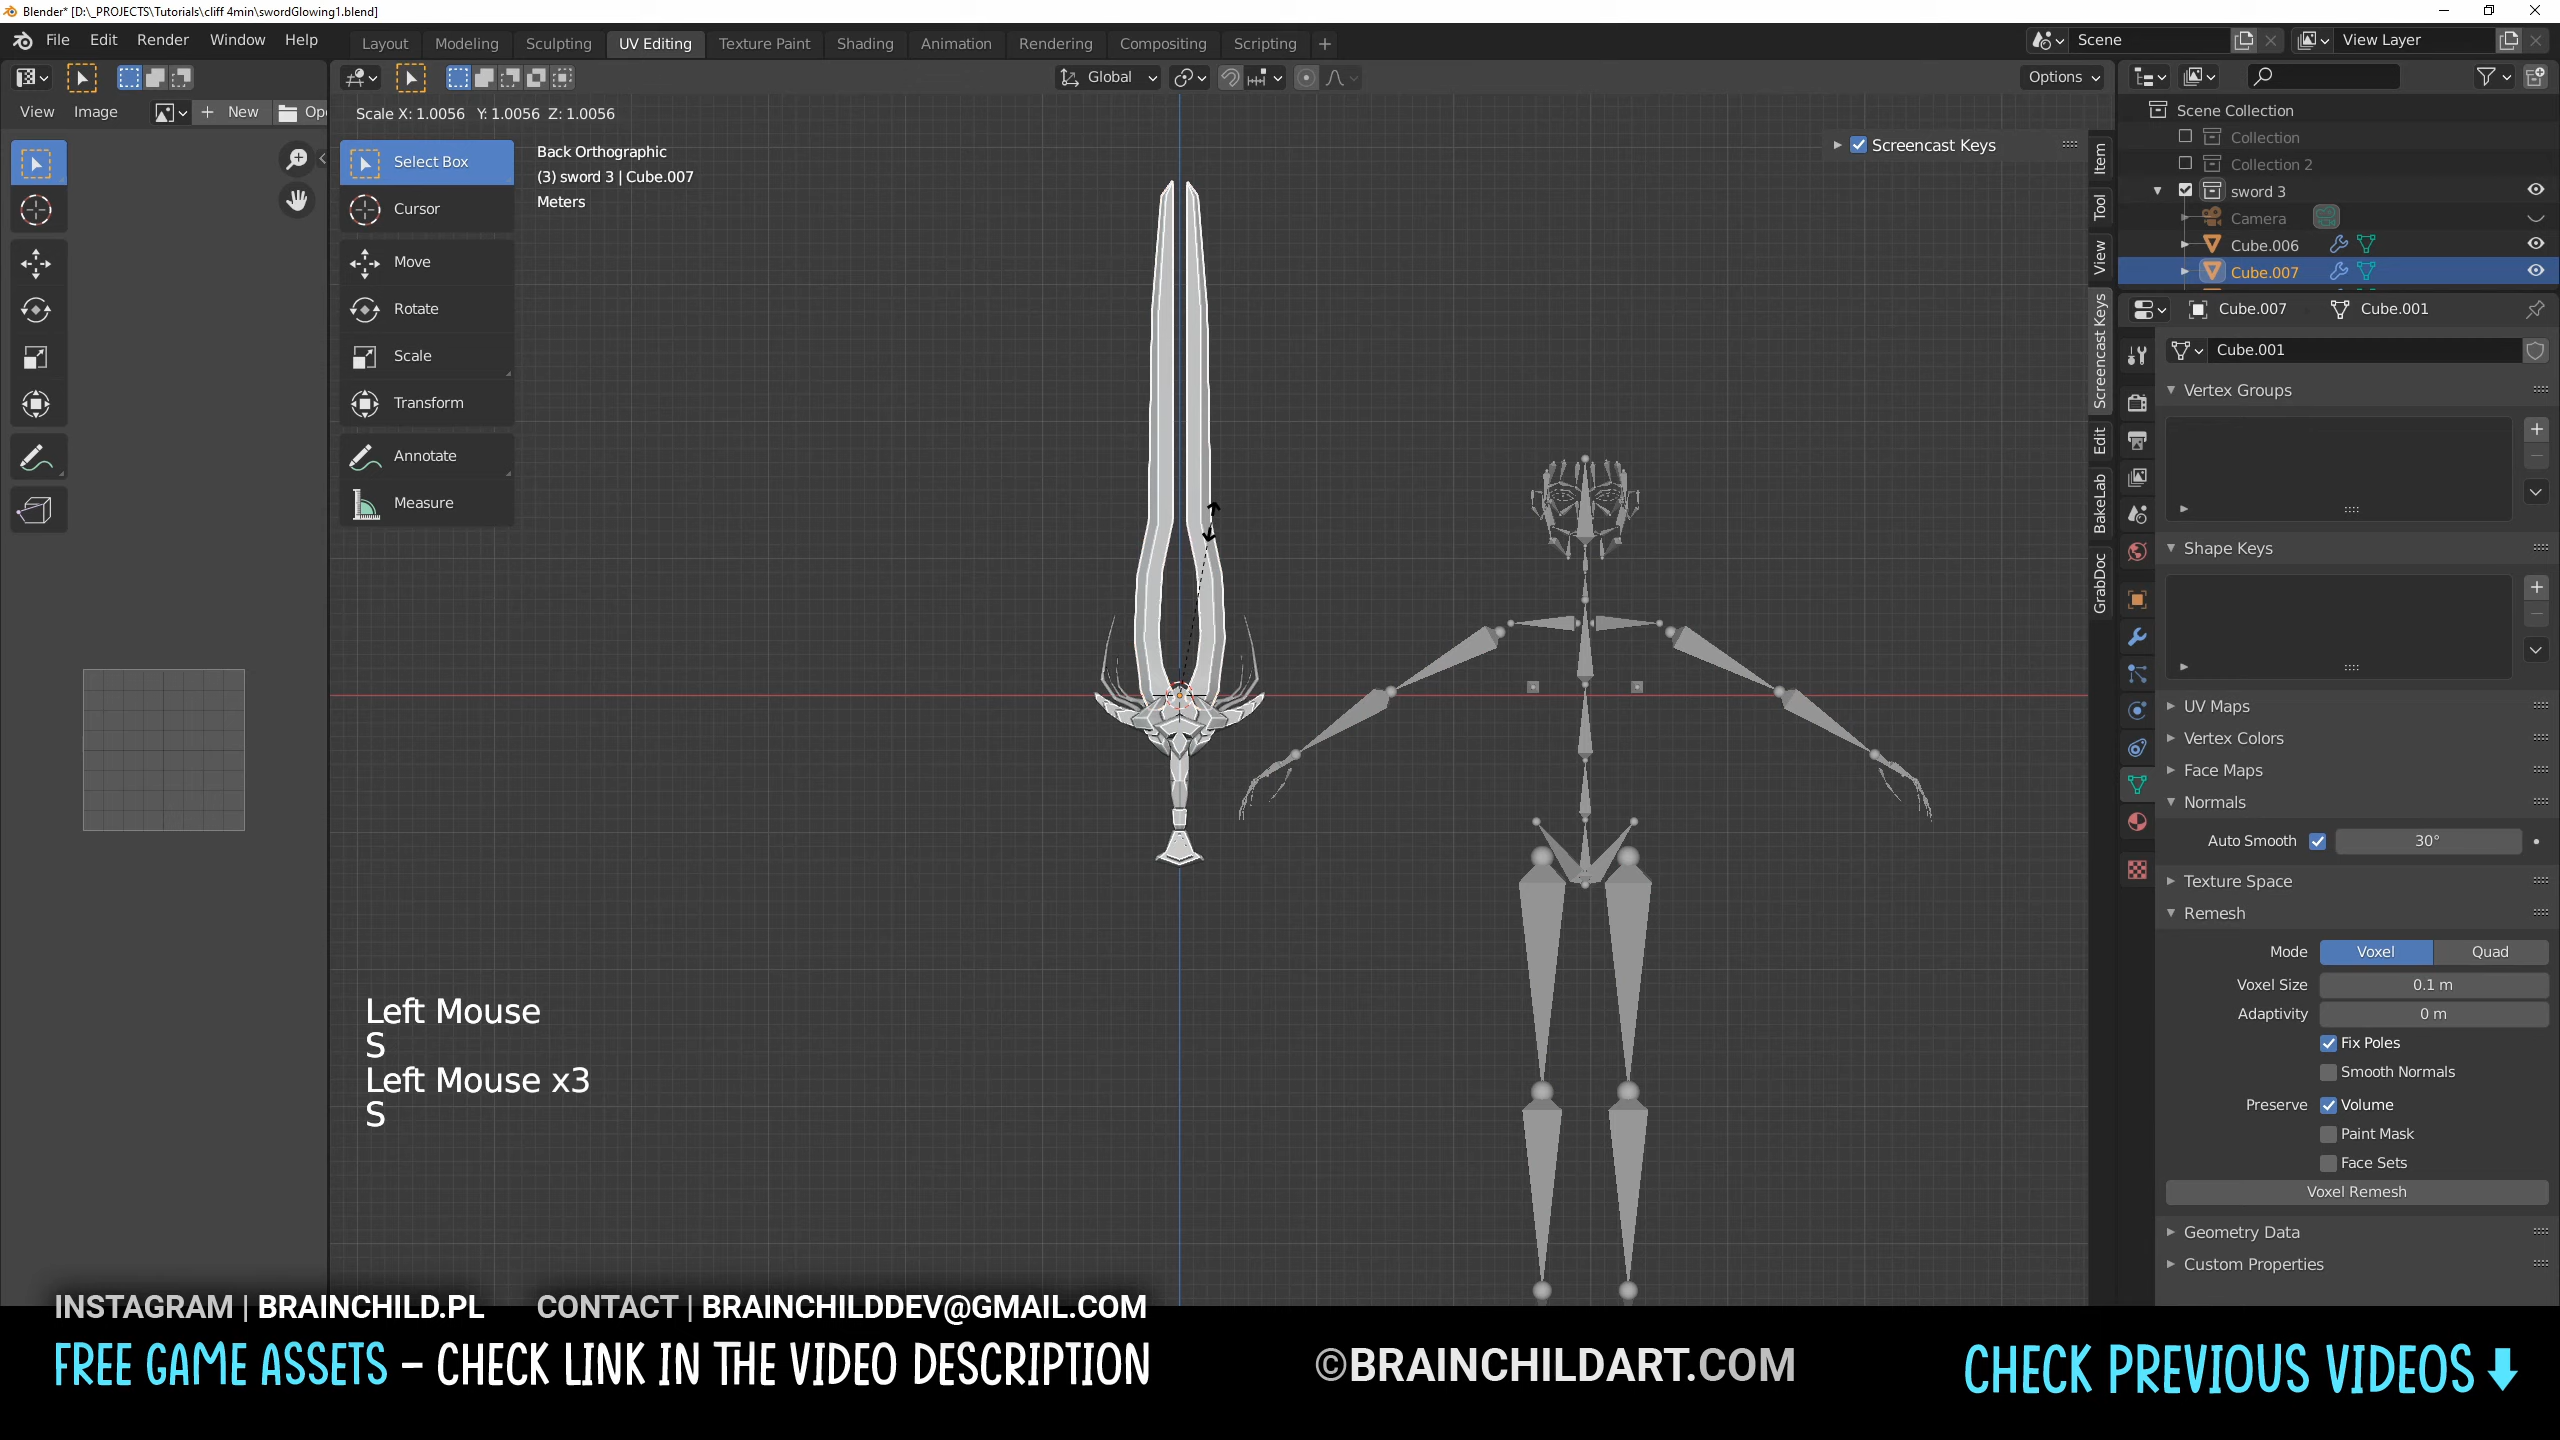 Blender* [D:\_PROJECTS\Tutorials\cliff 4min\swordGlowing1.blend]
File Edit Render Window Help Layout Modeling Sculpting UV Editing Texture Paint Shading Animation Rendering Compositing Scripting Scene View Layer
Global Options
View Image New Op
Scale X: 1.0056 Y: 1.0056 Z: 1.0056
Select Box
Cursor
Move
Rotate
Scale
Transform
Annotate
Measure
Back Orthographic
(3) sword 3 | Cube.007
Meters
Screencast Keys
Item
Tool
View
Screencast Keys
Edit
BakeLab
GrabDoc
Scene Collection
Collection
Collection 2
sword 3
Camera
Cube.006
Cube.007
Cube.007 Cube.001
Cube.001
Vertex Groups
Shape Keys
UV Maps
Vertex Colors
Face Maps
Normals
Auto Smooth 30°
Texture Space
Remesh
Mode Voxel Quad
Voxel Size 0.1 m
Adaptivity 0 m
Fix Poles
Smooth Normals
Preserve Volume
Paint Mask
Face Sets
Voxel Remesh
Geometry Data
Custom Properties
Left Mouse
S
Left Mouse x3
S
INSTAGRAM | BRAINCHILD.PL CONTACT | BRAINCHILDDEV@GMAIL.COM
FREE GAME ASSETS – CHECK LINK IN THE VIDEO DESCRIPTION
©BRAINCHILDART.COM
CHECK PREVIOUS VIDEOS